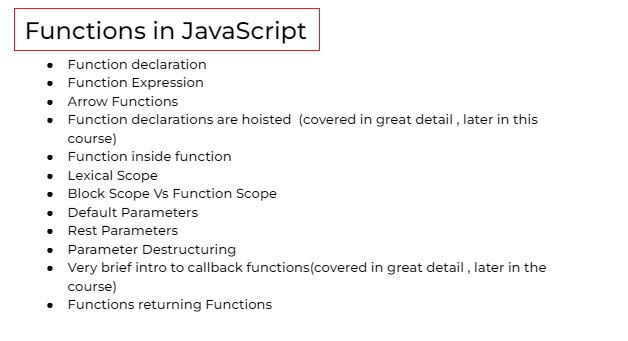 Functions in JavaScript
● Function declaration
● Function Expression
● Arrow Functions
● Function declarations are hoisted (covered in great detail , later in this
course)
● Function inside function
● Lexical Scope
● Block Scope Vs Function Scope
● Default Parameters
● Rest Parameters
● Parameter Destructuring
● Very brief intro to callback functions(covered in great detail , later in the
course)
● Functions returning Functions